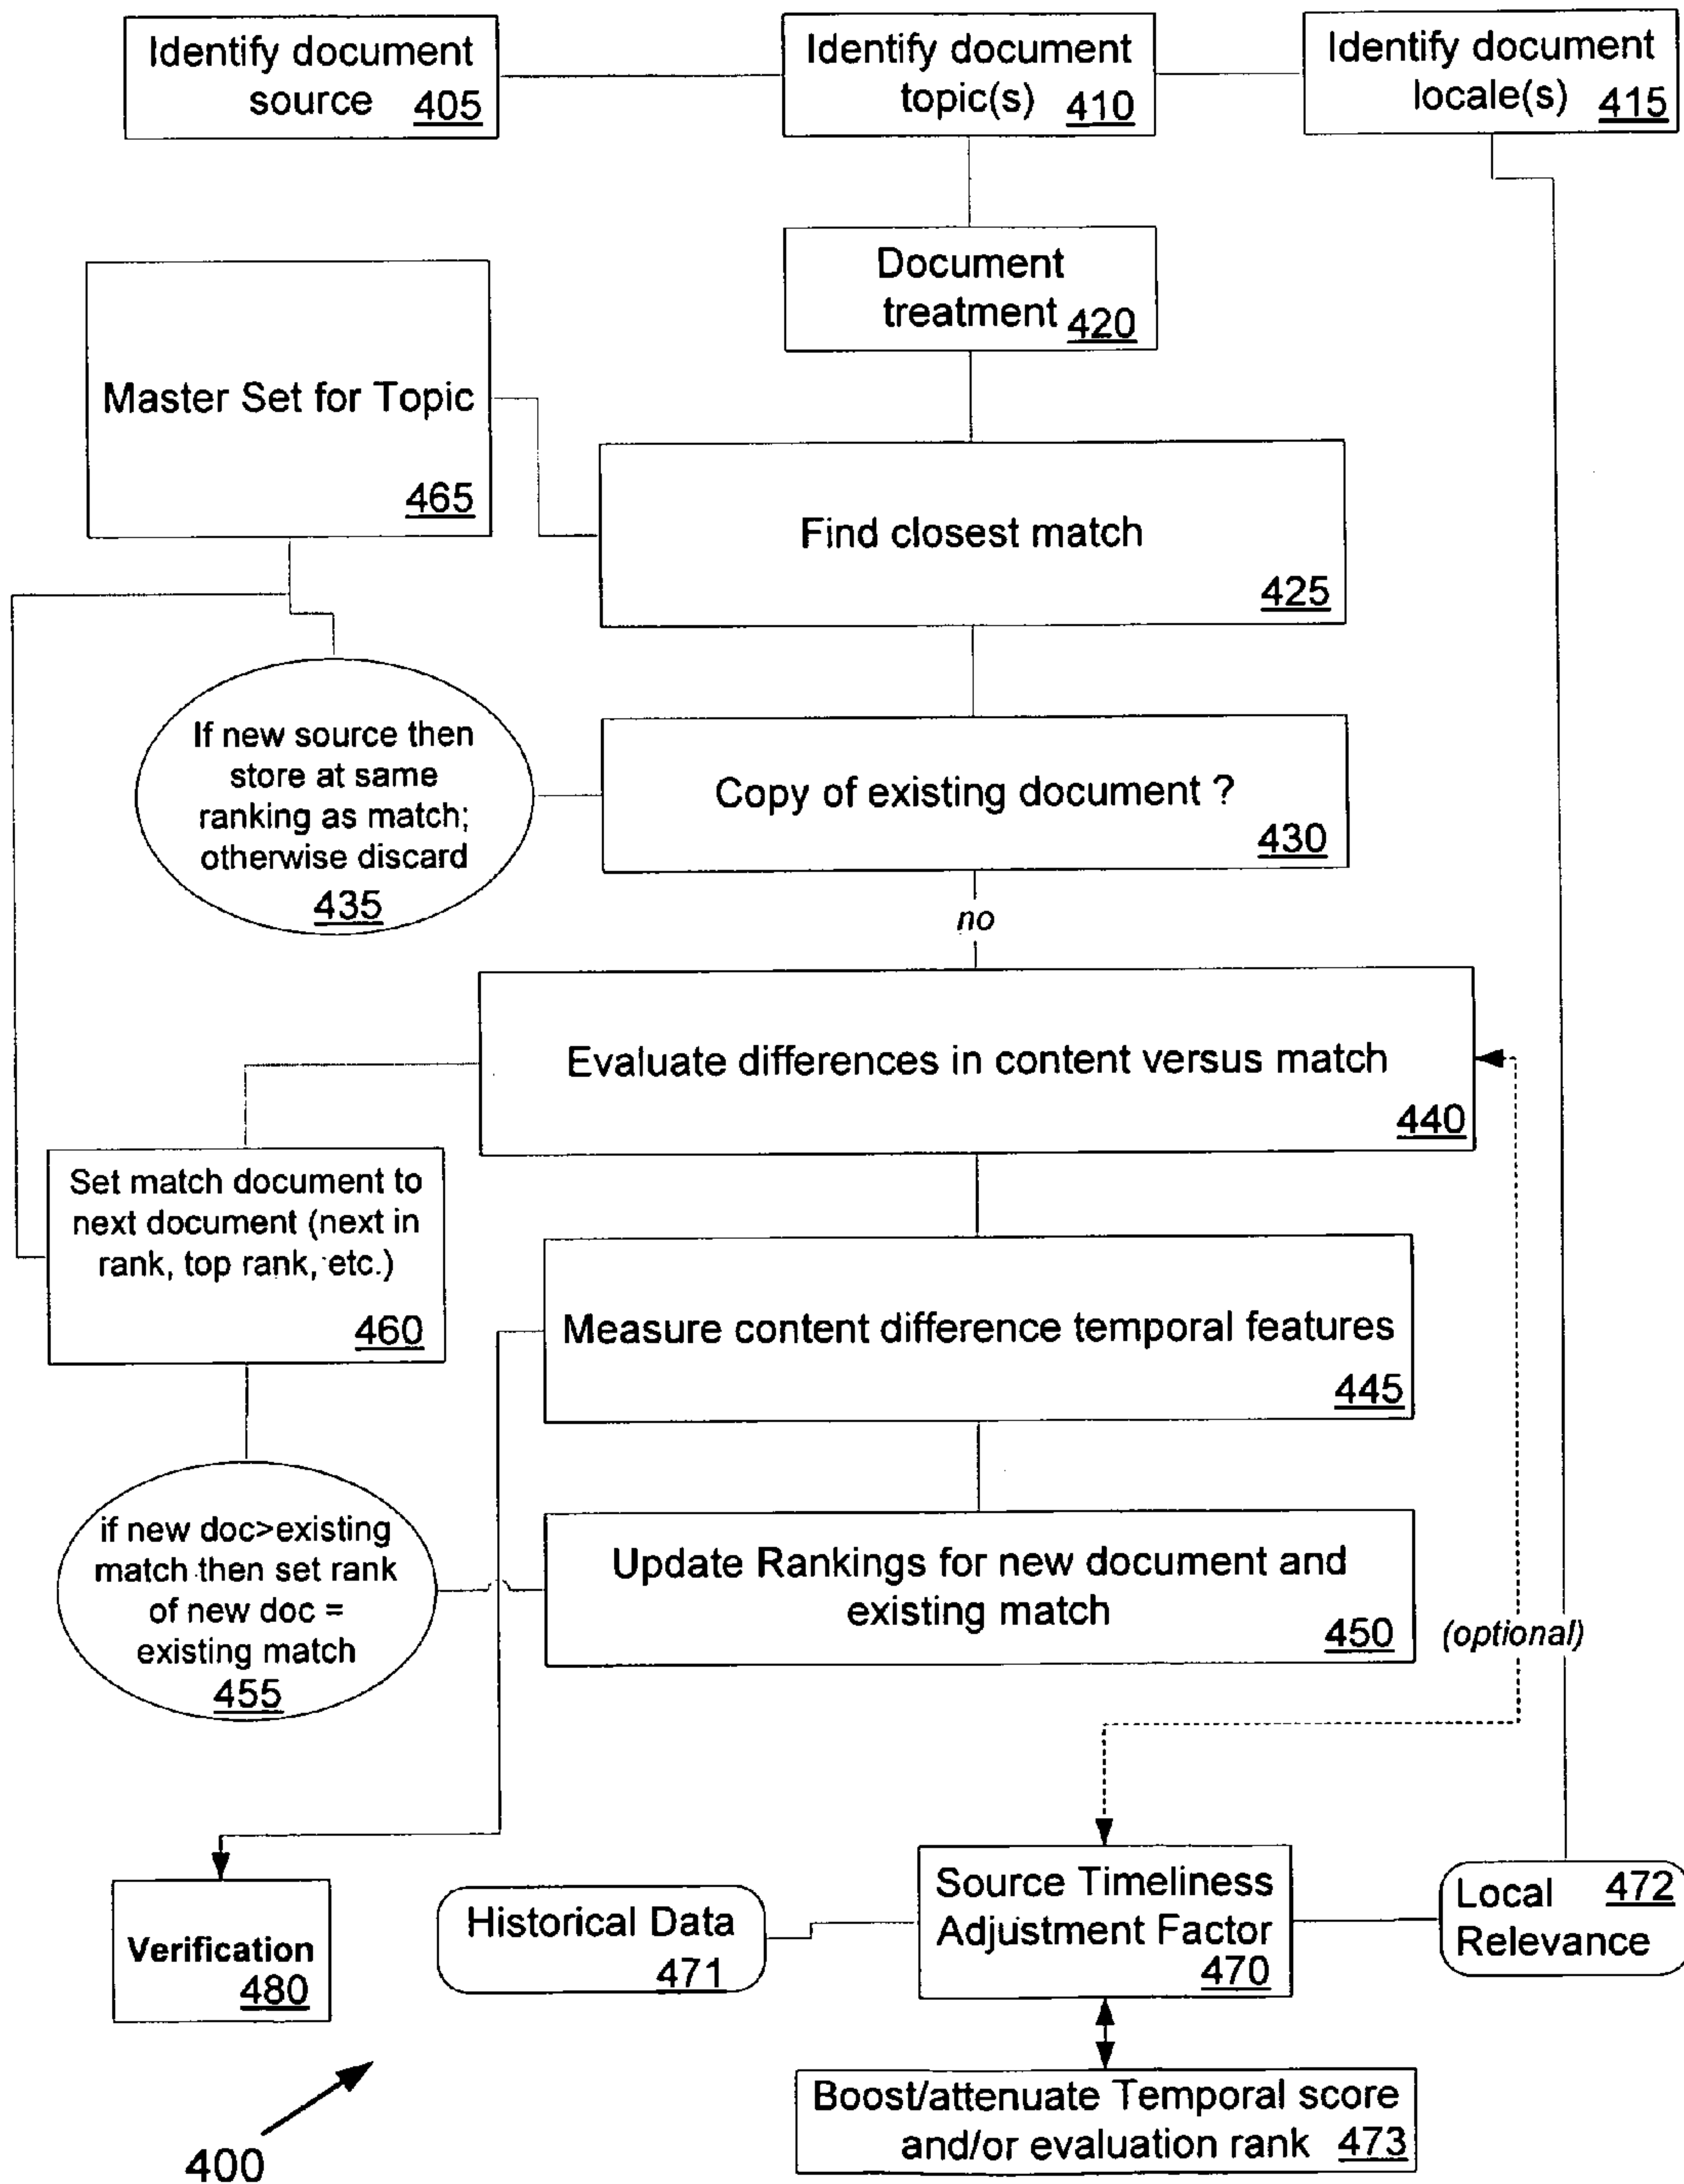 Identify document
source 405
Identify document
topic(s) 410
Identify document
locale(s) 415
Document
treatment 420
Master Set for Topic
465
Find closest match
425
If new source then
store at same
ranking as match;
otherwise discard
435
Copy of existing document ?
430
no
Evaluate differences in content versus match
440
Set match document to
next document (next in
rank, top rank, etc.)
460
Measure content difference temporal features
445
if new doc>existing
match then set rank
of new doc =
existing match
455
Update Rankings for new document and
existing match
450
(optional)
Verification
480
Historical Data
471
Source Timeliness
Adjustment Factor
470
Local 472
Relevance
Boost/attenuate Temporal score
and/or evaluation rank 473
400